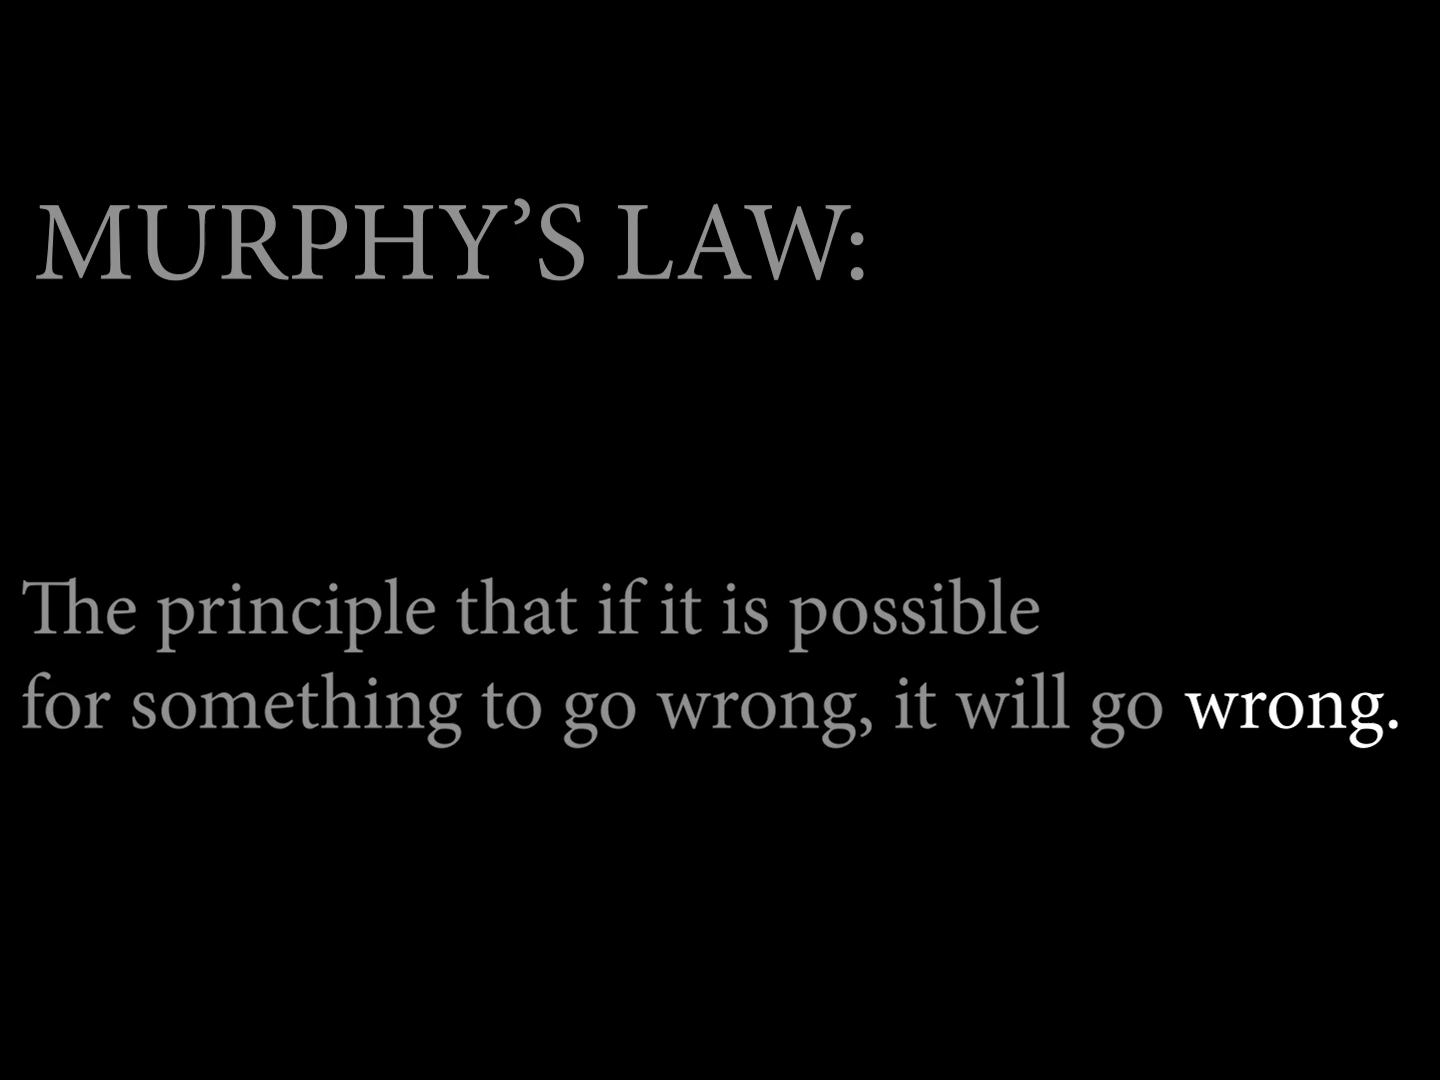 MURPHY’S LAW:
The principle that if it is possible
for something to go wrong, it will go wrong.